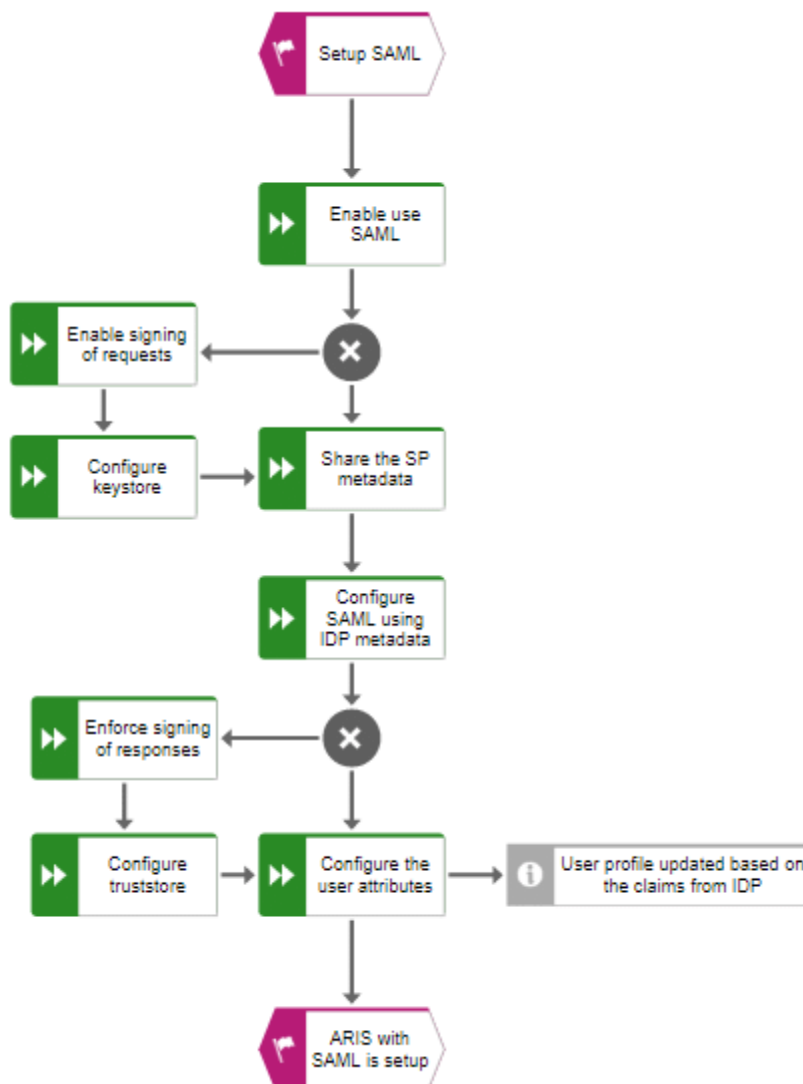 Setup SAML
Enable use
SAML
Enable signing
of requests
Configure
keystore
Share the SP
metadata
Configure
SAML using
IDP metadata
Enforce signing
of responses
Configure
truststore
Configure the
user attributes
User profile updated based on
the claims from IDP
ARIS with
SAML is setup